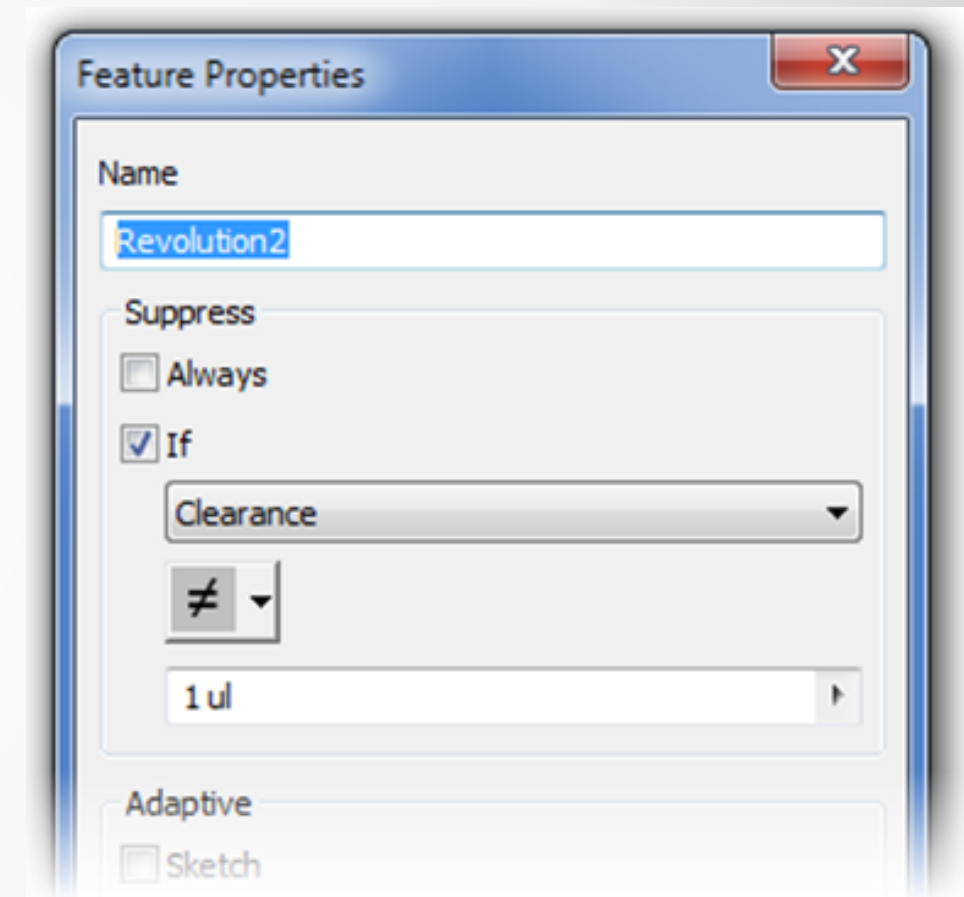 Feature Properties
Name
Revolution2
Suppress
Always
If
Clearance
≠
1 ul
Adaptive
Sketch